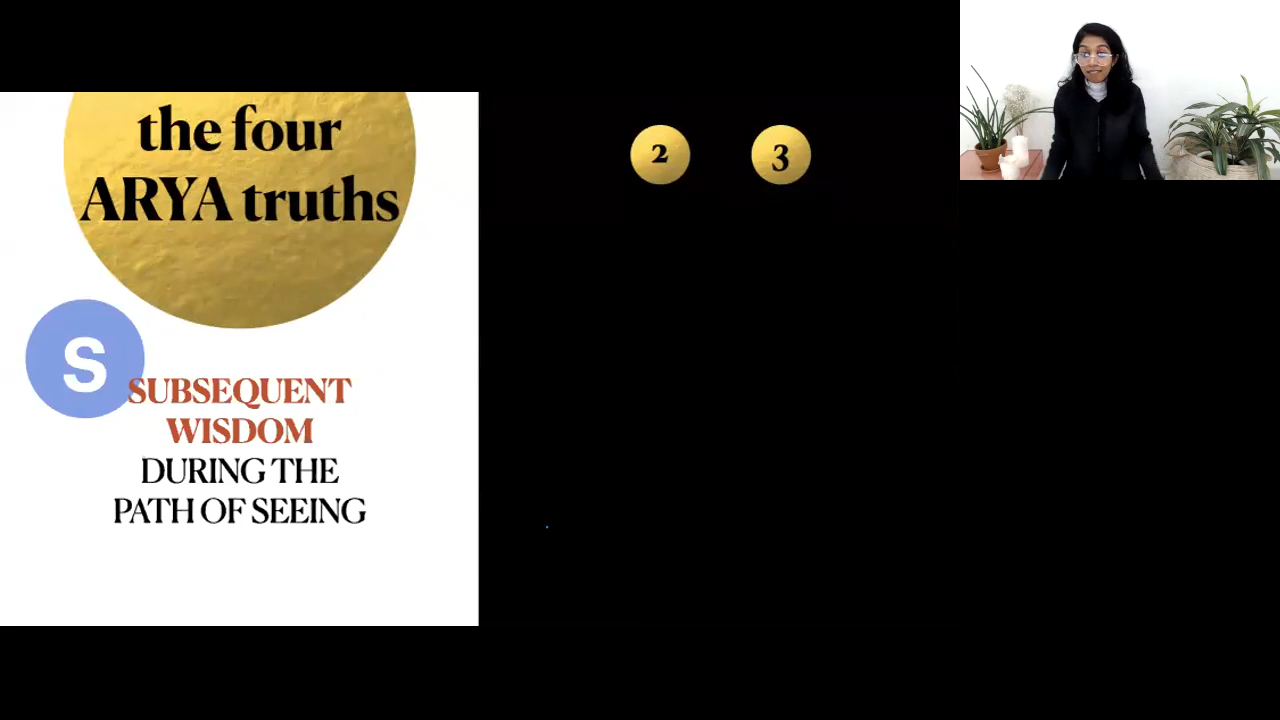 the four
ARYA truths
S
SUBSEQUENT
WISDOM
DURING THE
PATH OF SEEING
2
3